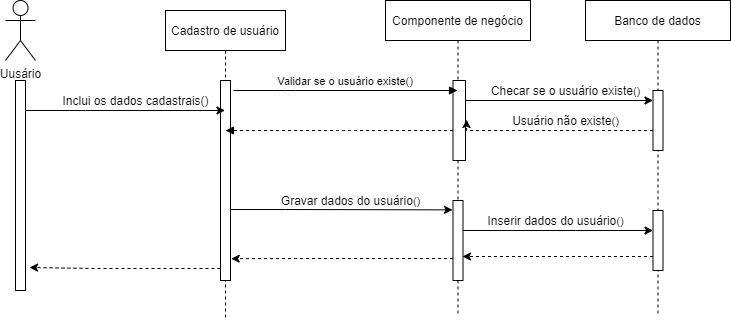 Uusário
Cadastro de usuário
Componente de negócio
Banco de dados
Inclui os dados cadastrais()
Validar se o usuário existe()
Checar se o usuário existe()
Usuário não existe()
Gravar dados do usuário()
Inserir dados do usuário()